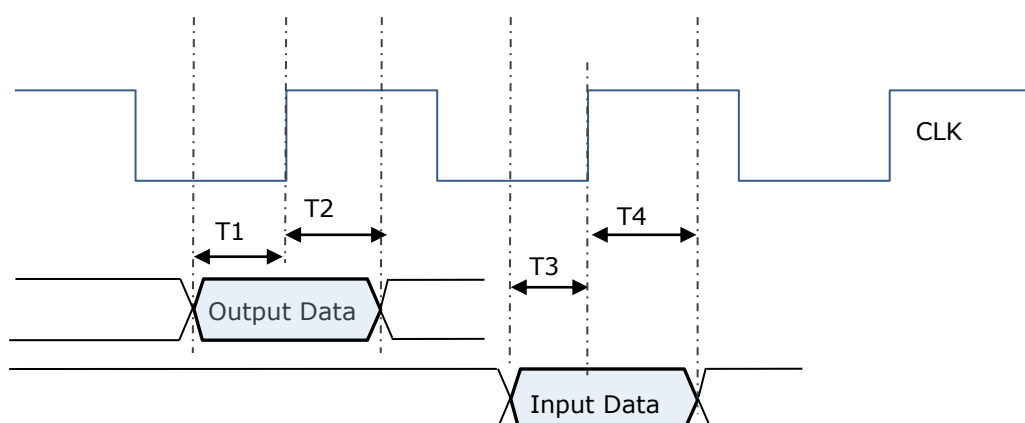 CLK
T2
T1
T4
T3
Output Data
Input Data